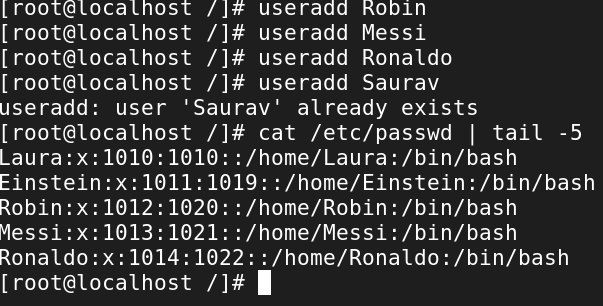 [root@localhost /]# useradd Robin
[root@localhost /]# useradd Messi
[root@localhost /]# useradd Ronaldo
[root@localhost /]# useradd Saurav
useradd: user 'Saurav' already exists
[root@localhost /]# cat /etc/passwd | tail -5
Laura:x:1010:1010::/home/Laura:/bin/bash
Einstein:x:1011:1019::/home/Einstein:/bin/bash
Robin:x:1012:1020::/home/Robin:/bin/bash
Messi:x:1013:1021::/home/Messi:/bin/bash
Ronaldo:x:1014:1022::/home/Ronaldo:/bin/bash
[root@localhost /]#